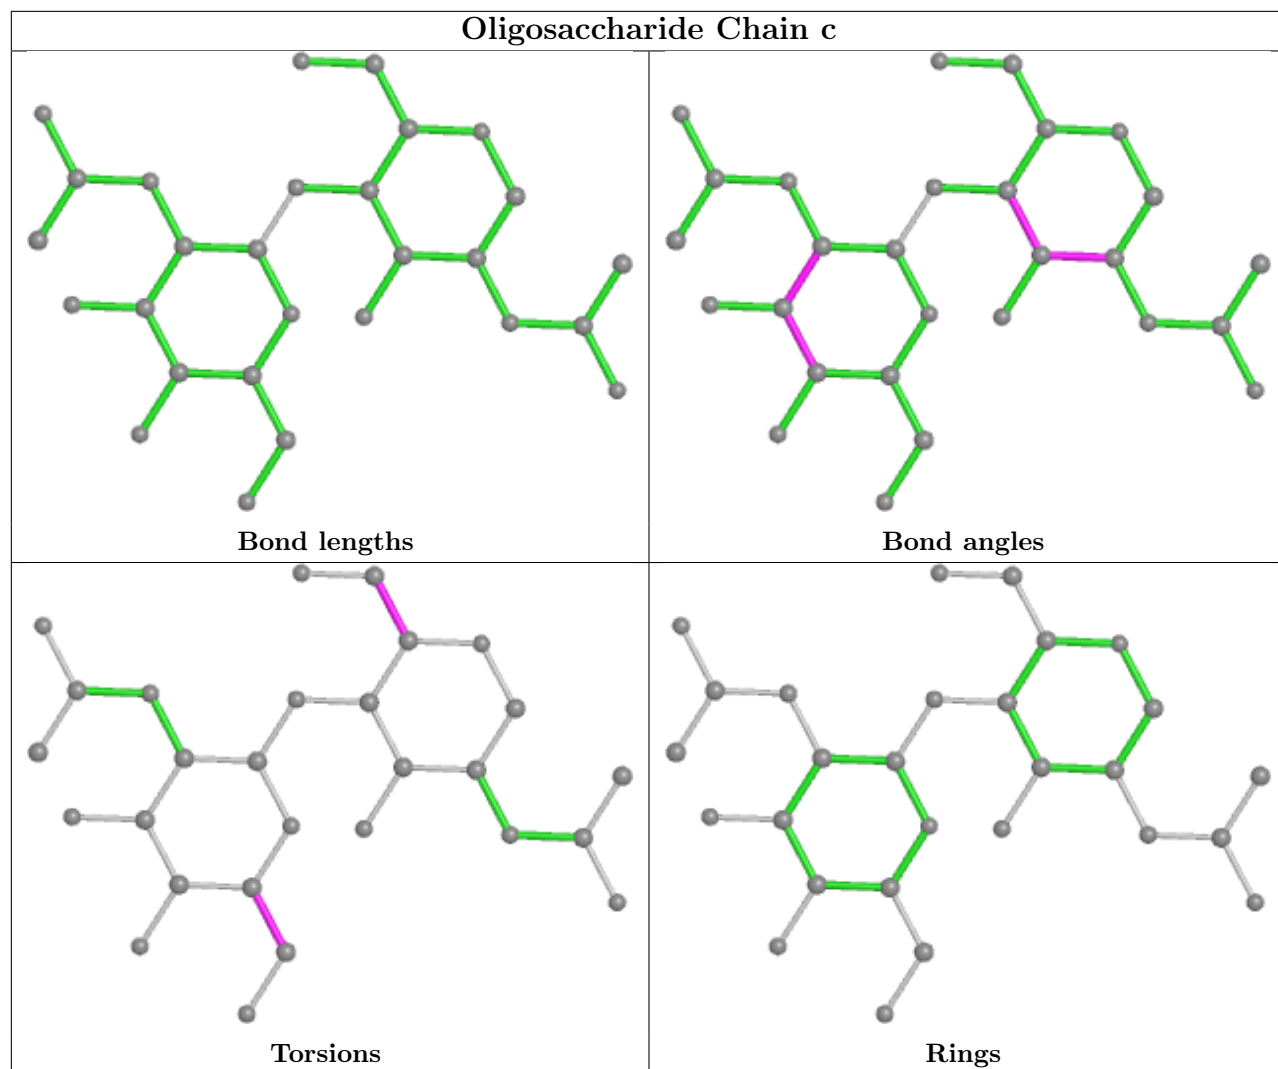 Oligosaccharide Chain c
Bond lengths
Bond angles
Torsions
Rings